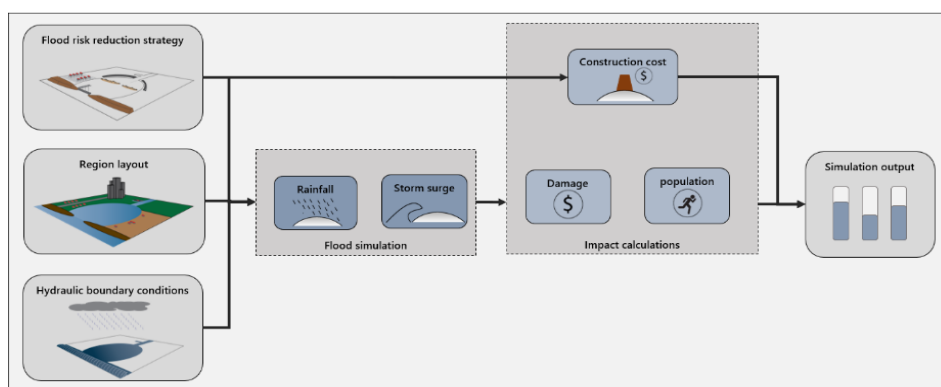 Flood risk reduction strategy
Region layout
Hydraulic boundary conditions
Rainfall
Storm surge
Flood simulation
Construction cost
$
Damage
$
population
Impact calculations
Simulation output